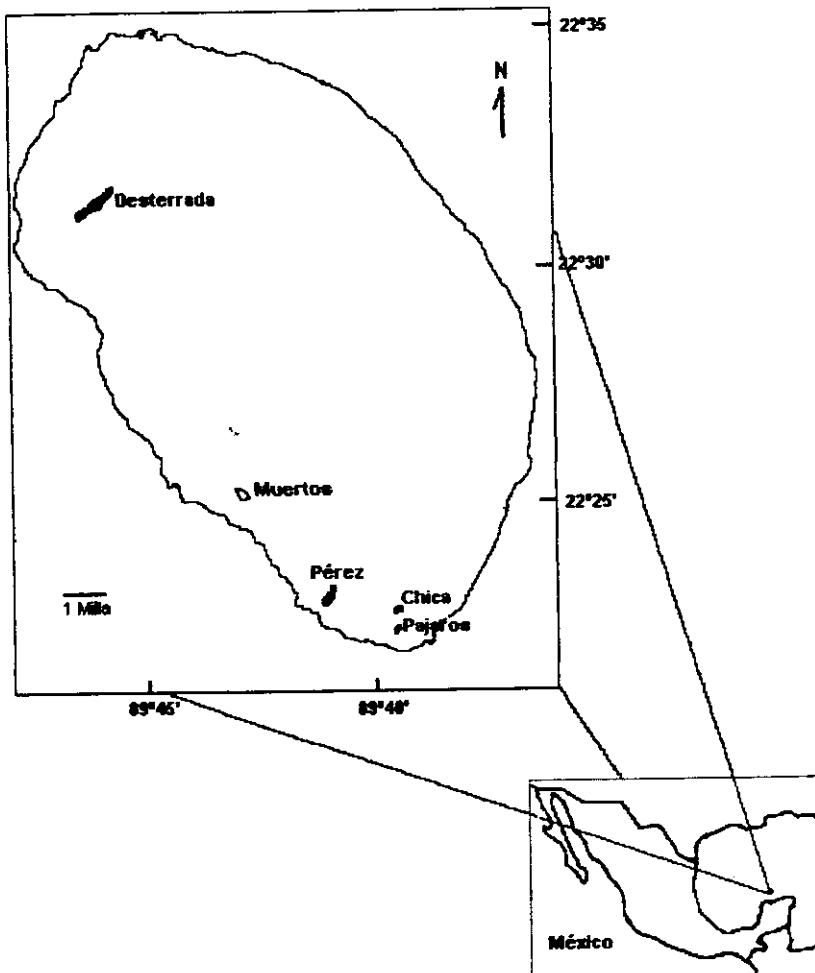 22°35
N
Desterrada
22°30'
Muertos
22°25'
Pérez
Chica
Pajaros
1 Milla
89°45'
89°40'
México